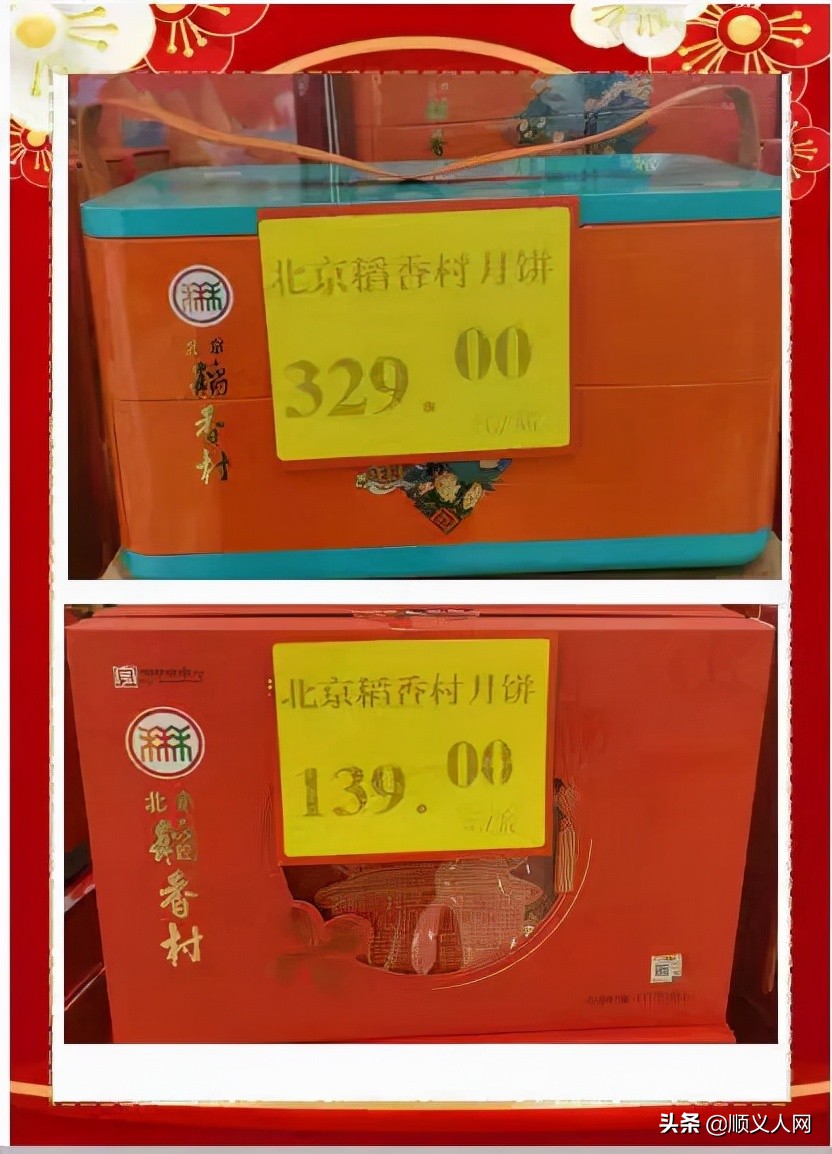 北京
稻
香
村
北京稻香村月饼
329.00
北京
稻
香
村
北京稻香村月饼
139.00
头条 @顺义人网